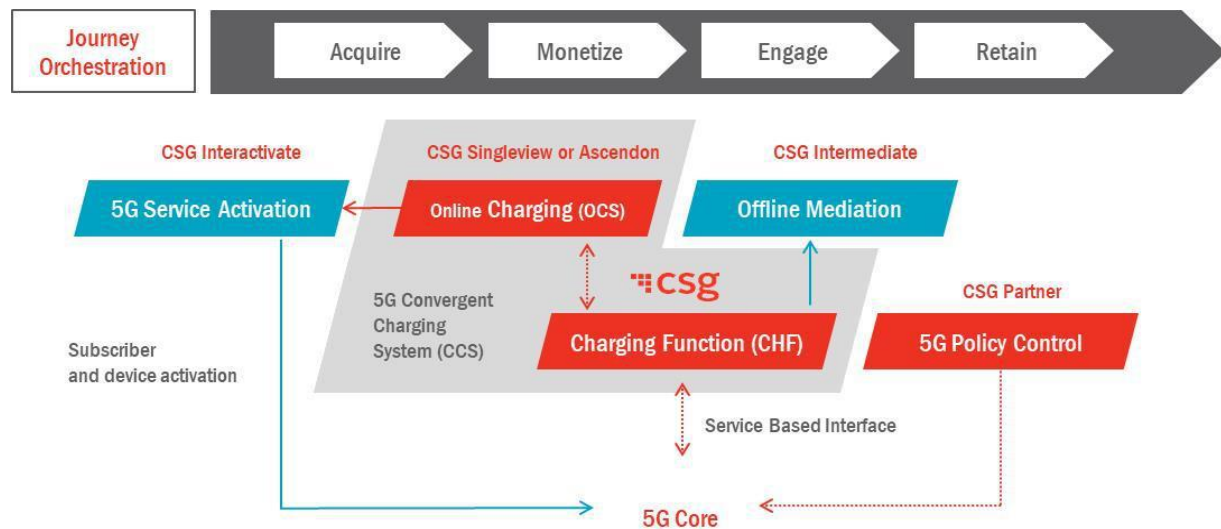 Journey
Orchestration
Acquire
Monetize
Engage
Retain
CSG Interactivate
CSG Singleview or Ascendon
CSG Intermediate
5G Service Activation
Online Charging (OCS)
Offline Mediation
csg
CSG Partner
5G Convergent
Charging
System (CCS)
Charging Function (CHF)
5G Policy Control
Subscriber
and device activation
Service Based Interface
5G Core